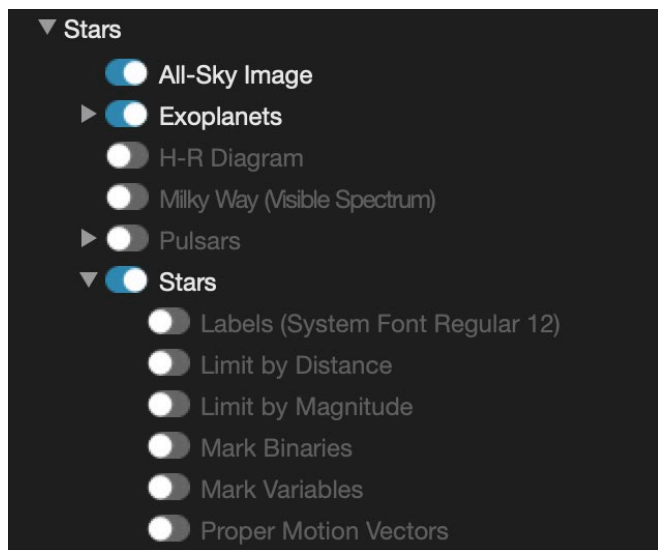 Stars
All-Sky Image
Exoplanets
H-R Diagram
Milky Way (Visible Spectrum)
Pulsars
Stars
Labels (System Font Regular 12)
Limit by Distance
Limit by Magnitude
Mark Binaries
Mark Variables
Proper Motion Vectors